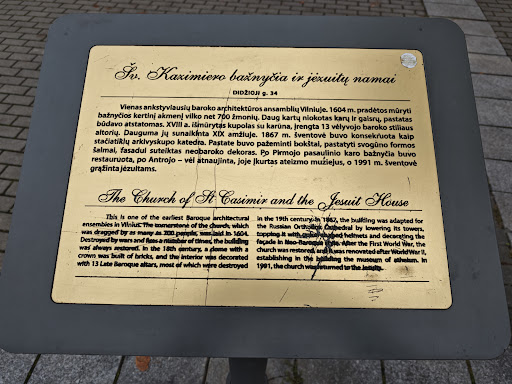 Šv. Kazimiero bažnyčia ir jėzuitų namai
DIDŽIOJI g. 34
Vienas ankstyviausių baroko architektūros ansamblių Vilniuje. 1604 m. pradėtos mūryti
bažnyčios kertinį akmenį vilko net 700 žmonių. Daug kartų niokotas karų ir gaisrų, pastatas
būdavo atstatomas. XVIII a. išmūrytas kupolas su karūna, įrengta 13 vėlyvojo baroko stiliaus
altorių. Dauguma jų sunaikinta XIX amžiuje. 1867 m. šventovė buvo konsekruota kaip
stačiatikių arkivyskupo katedra. Pastate buvo pažeminti bokštai, pastatyti svogūno formos
šalmai, fasadui suteiktas neobaroko dekoras. Po Pirmojo pasaulinio karo bažnyčia buvo
restauruota, po Antrojo – vėl atnaujinta, joje įkurtas ateizmo muziejus, o 1991 m. šventovė
grąžinta jėzuitams.
The Church of St Casimir and the Jesuit House
This is one of the earliest Baroque architectural
ensembles in Vilnius. The cornerstone of the church, which
was dragged by as many as 700 people, was laid in 1604.
Destroyed by wars and fires a number of times, the building
was always restored. In the 18th century, a dome with a
crown was built of bricks, and the interior was decorated
with 13 Late Baroque altars, most of which were destroyed
in the 19th century. In 1867, the building was adapted for
the Russian Orthodox Cathedral by lowering its towers,
topping it with helmets and decorating the
façade in Neo-Baroque style. After the First World War, the
church was restored, and it was renovated after World War II,
establishing in the building the museum of atheism. In
1991, the church was returned to the Jesuits.